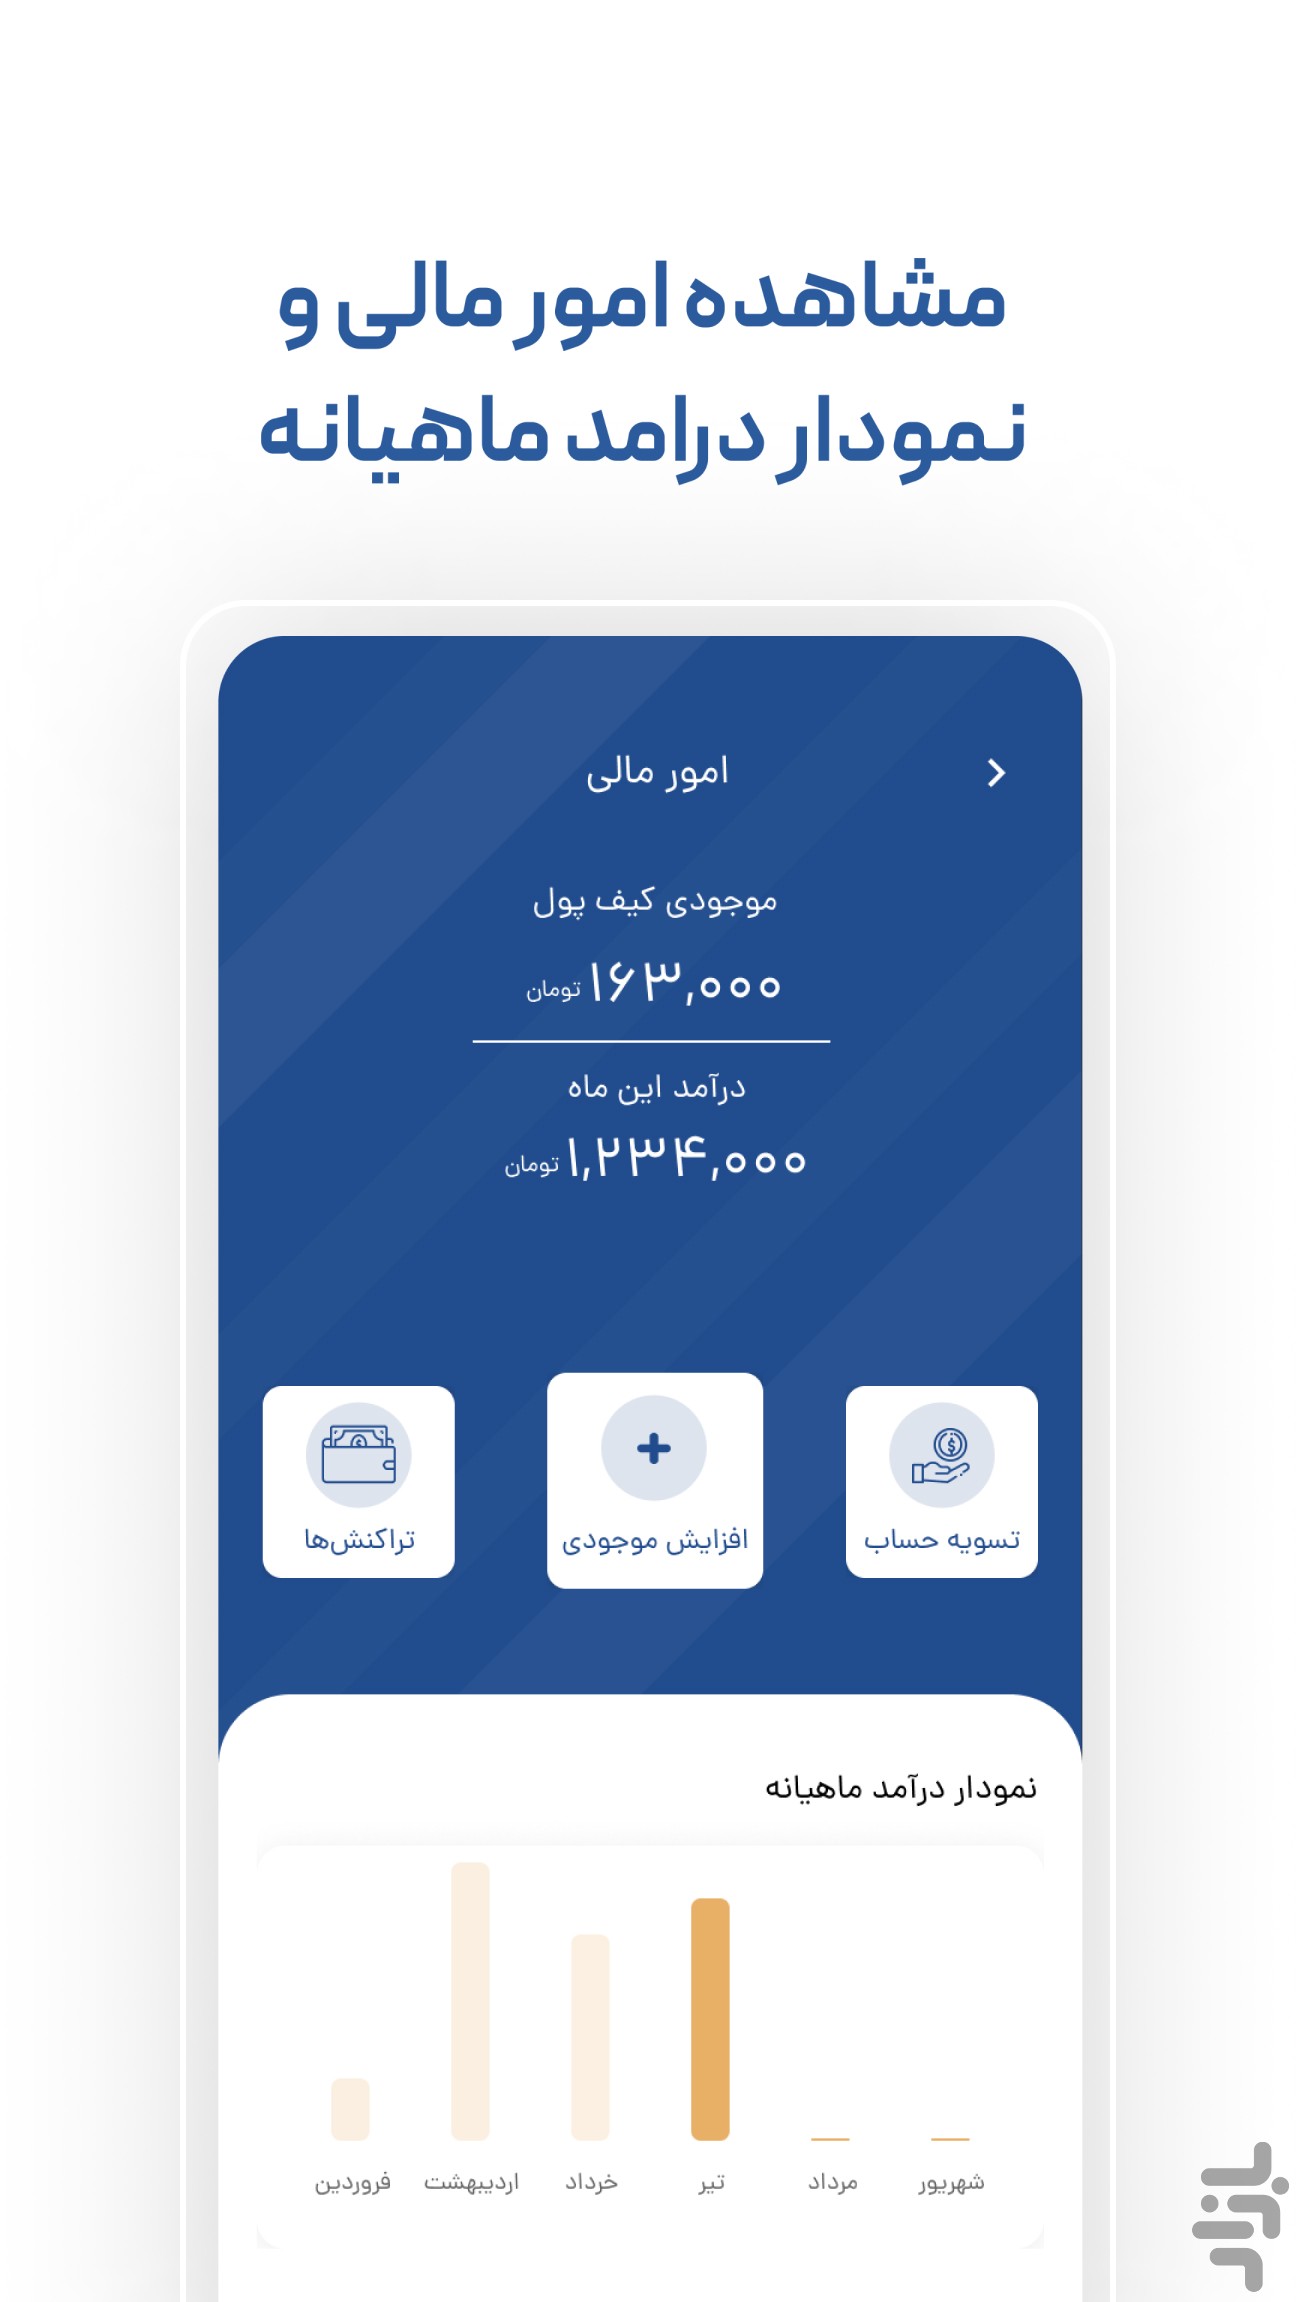 مشاهده امور مالی و
نمودار درامد ماهیانه
امور مالی
موجودی کیف پول
۱۶۳,۰۰۰ تومان
درآمد این ماه
۱,۲۳۴,۰۰۰ تومان
تسویه حساب
افزایش موجودی
تراکنش‌ها
نمودار درآمد ماهیانه
شهریور
مرداد
تیر
خرداد
اردیبهشت
فروردین
بازار